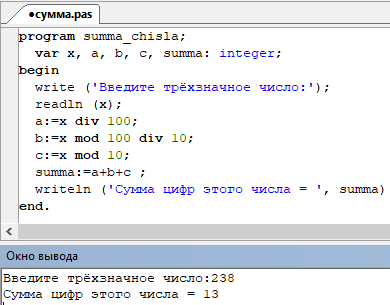 •сумма.pas
program summa_chisla;
var x, a, b, c, summa: integer;
begin
write ('Введите трёхзначное число:');
readln (x);
a:=x div 100;
b:=x mod 100 div 10;
c:=x mod 10;
summa:=a+b+c ;
writeln ('Сумма цифр этого числа = ', summa)
end.
Окно вывода
Введите трёхзначное число:238
Сумма цифр этого числа = 13